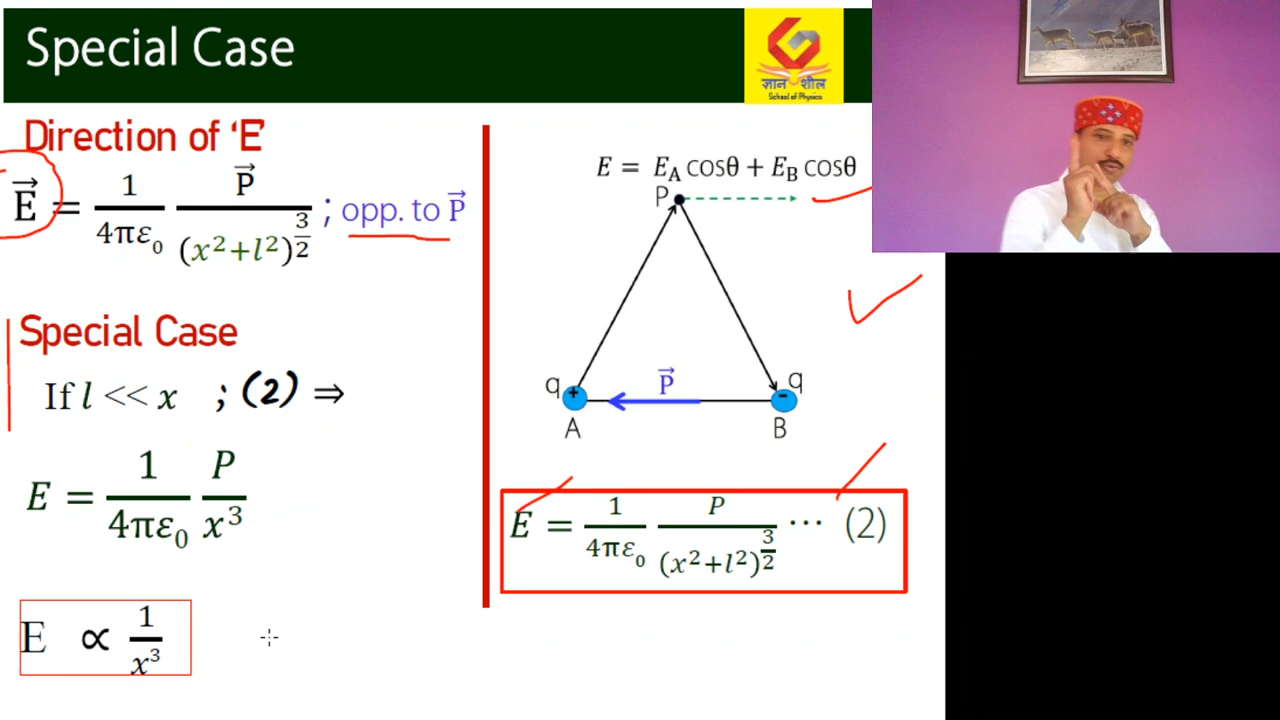 Special Case
ज्ञान शील
School of Physics
Direction of 'E'
E⃗ = 1/4πε₀ P⃗/(x²+l²)^(3/2) ; opp. to P⃗
Special Case
If l << x ; (2) ⇒
E = 1/4πε₀ P/x³
E ∝ 1/x³
E = E_A COSθ + E_B COSθ
P
q + P⃗ - q
A B
E = 1/4πε₀ P/(x²+l²)^(3/2) ⋯ (2)